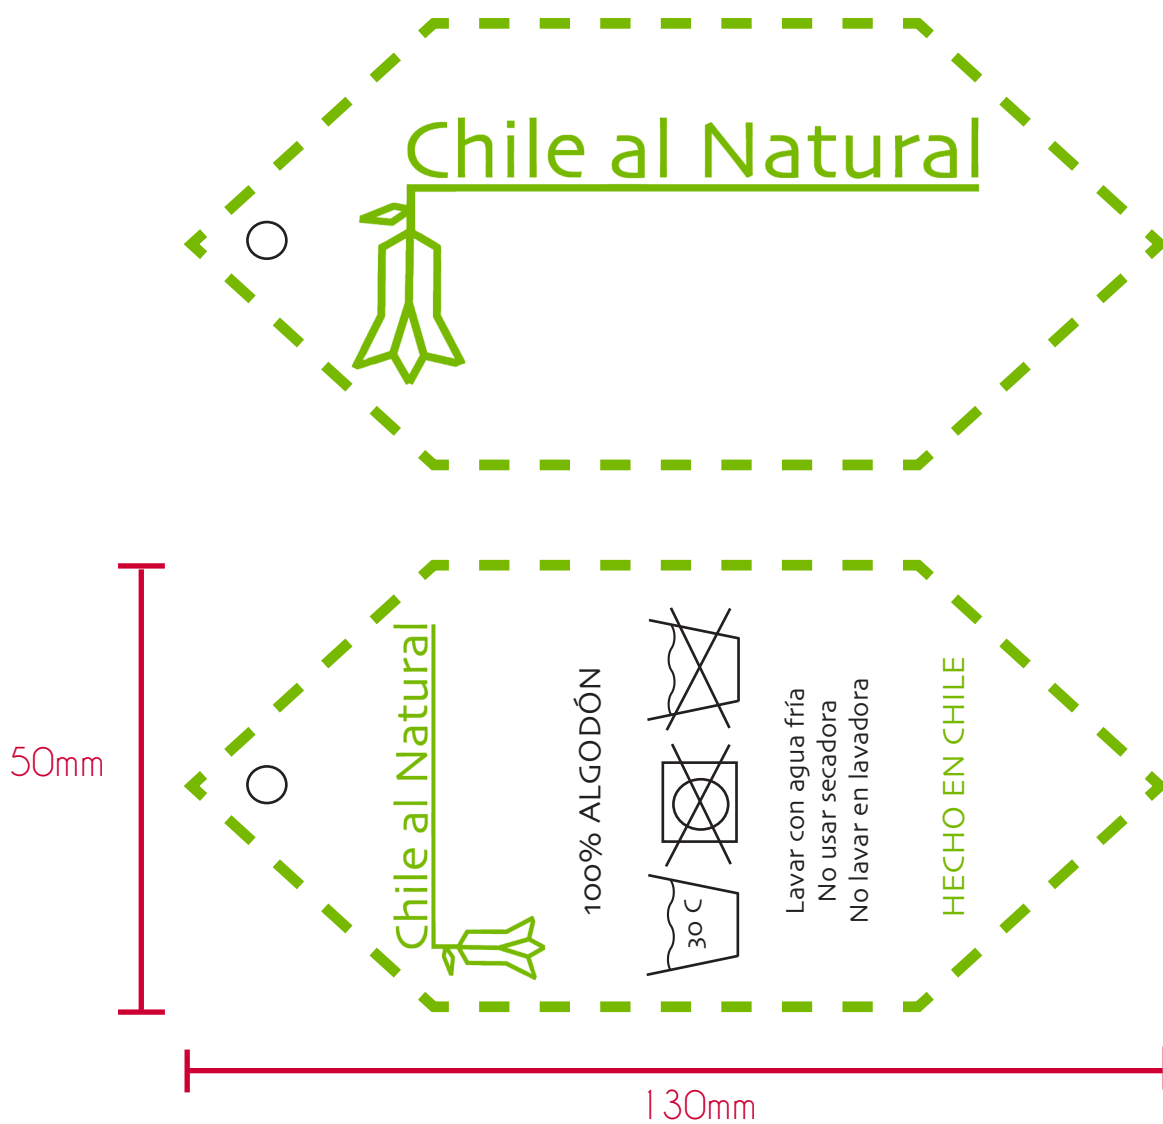 Chile al Natural
Chile al Natural
100% ALGODÓN
30 C
Lavar con agua fría
No usar secadora
No lavar en lavadora
HECHO EN CHILE
50mm
130mm